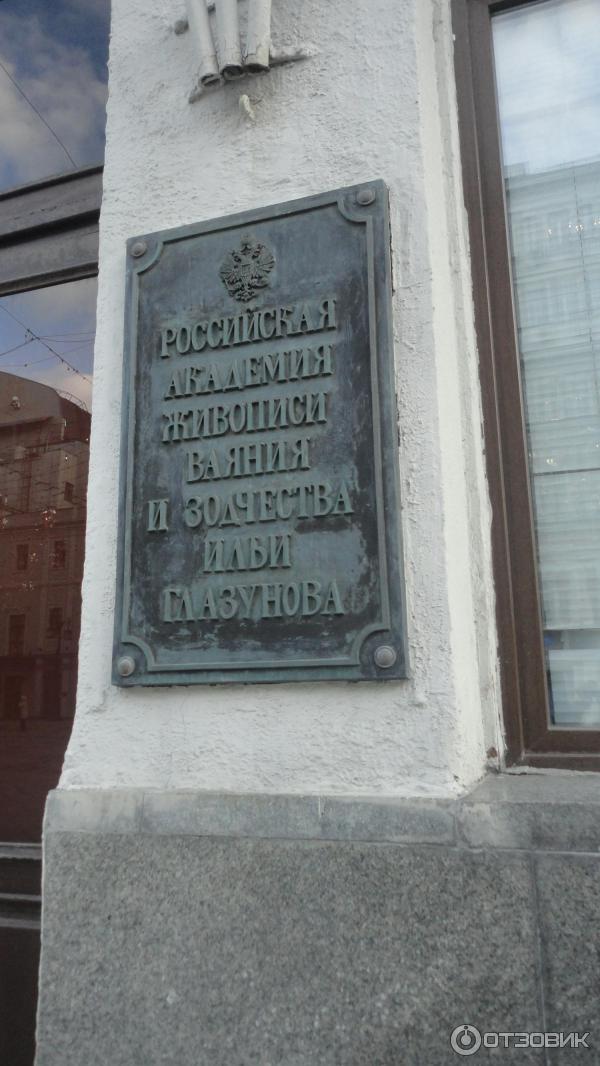 РОССИЙСКАЯ
АКАДЕМИЯ
ЖИВОПИСИ
ВАЯНИЯ
И ЗОДЧЕСТВА
ИЛЬИ
ГЛАЗУНОВА
ОТЗОВИК